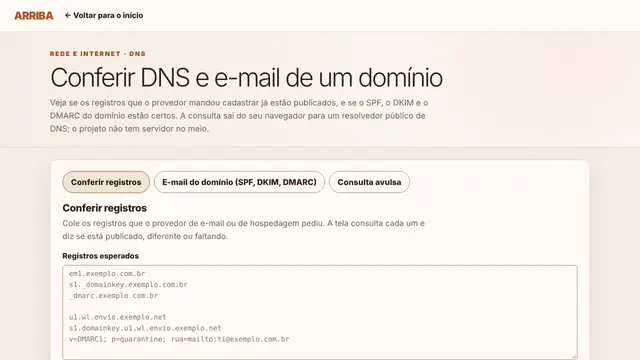 ARRIBA ← Voltar para o início
REDE E INTERNET · DNS
Conferir DNS e e-mail de um domínio
Veja se os registros que o provedor mandou cadastrar já estão publicados, e se o SPF, o DKIM e o
DMARC do domínio estão certos. A consulta sai do seu navegador para um resolvedor público de
DNS; o projeto não tem servidor no meio.
Conferir registros E-mail do domínio (SPF, DKIM, DMARC) Consulta avulsa
Conferir registros
Cole os registros que o provedor de e-mail ou de hospedagem pediu. A tela consulta cada um e
diz se está publicado, diferente ou faltando.
Registros esperados
em1.exemplo.com.br
s1._domainkey.exemplo.com.br
_dmarc.exemplo.com.br
u1.wl.envio.exemplo.net
s1.domainkey.u1.wl.envio.exemplo.net
v=DMARC1; p=quarantine; rua=mailto:ti@exemplo.com.br